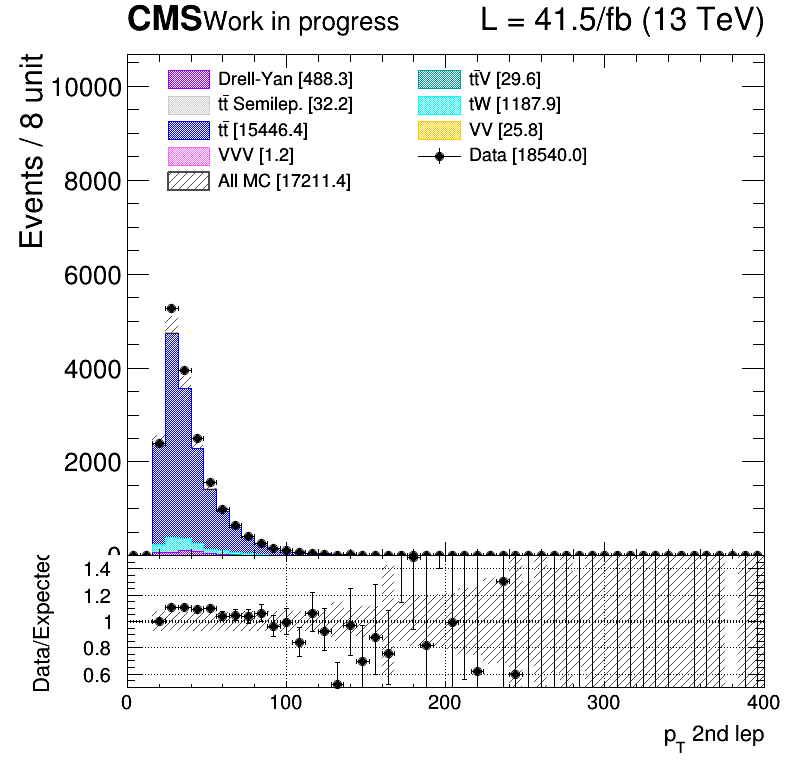 CMS Work in progress L = 41.5/fb (13 TeV)
Events / 8 unit
10000
8000
6000
4000
2000
0
Drell-Yan [488.3]
tt̄ Semilep. [32.2]
tt̄ [15446.4]
VVV [1.2]
All MC [17211.4]
tt̄V [29.6]
tW [1187.9]
VV [25.8]
Data [18540.0]
Data/Expected
1.4
1.2
1
0.8
0.6
0 100 200 300 400
p_T 2nd lep